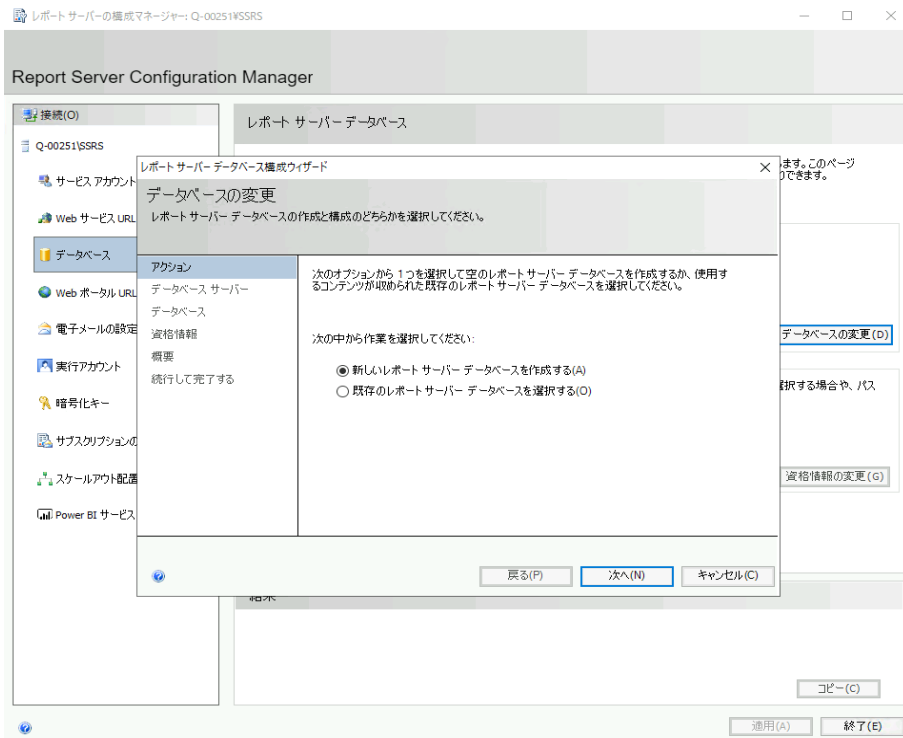 レポート サーバーの構成マネージャー: Q-00251¥SSRS
Report Server Configuration Manager
接続(O)
Q-00251\SSRS
サービス アカウント
Web サービス URL
データベース
Web ポータル URL
電子メールの設定
実行アカウント
暗号化キー
サブスクリプションの
スケールアウト配置
Power BI サービス
レポート サーバー データベース
ます。このページ
できます。
データベースの変更(D)
択する場合や、パス
資格情報の変更(G)
レポート サーバー データベース構成ウィザード
データベースの変更
レポート サーバー データベースの作成と構成のどちらかを選択してください。
アクション
データベース サーバー
データベース
資格情報
概要
続行して完了する
次のオプションから 1 つを選択して空のレポート サーバー データベースを作成するか、使用す
るコンテンツが収められた既存のレポート サーバー データベースを選択してください。
次の中から作業を選択してください:
新しいレポート サーバー データベースを作成する(A)
既存のレポート サーバー データベースを選択する(O)
戻る(P)
次へ(N)
キャンセル(C)
結果
コピー(C)
適用(A)
終了(E)